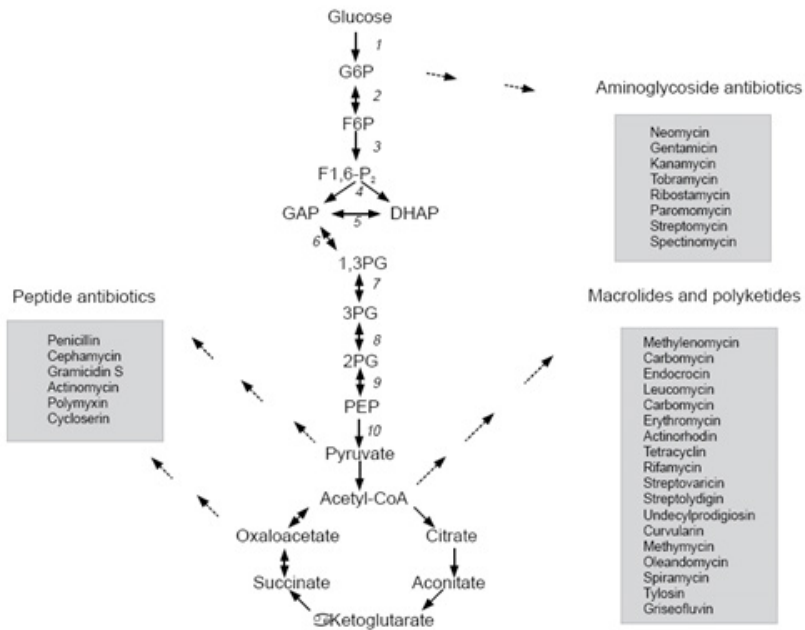 Glucose
1
G6P
2
F6P
3
F1,6-P₂
4
GAP
5
DHAP
6
1,3PG
7
3PG
8
2PG
9
PEP
10
Pyruvate
Acetyl-CoA
Oxaloacetate
Citrate
Succinate
Aconitate
Ketoglutarate
Aminoglycoside antibiotics
Neomycin
Gentamicin
Kanamycin
Tobramycin
Ribostamycin
Paromomycin
Streptomycin
Spectinomycin
Peptide antibiotics
Penicillin
Cephamycin
Gramicidin S
Actinomycin
Polymyxin
Cycloserin
Macrolides and polyketides
Methylenomycin
Carbomycin
Endocrocin
Leucomycin
Carbomycin
Erythromycin
Actinorhodin
Tetracyclin
Rifamycin
Streptovaricin
Streptolydigin
Undecylprodigiosin
Curvularin
Methymycin
Oleandomycin
Spiramycin
Tylosin
Griseofluvin